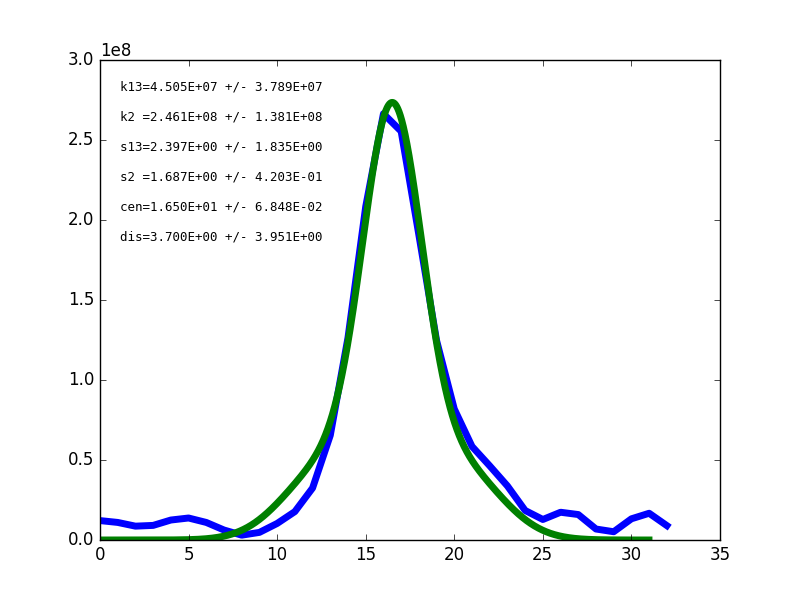 1e8
3.0
2.5
2.0
1.5
1.0
0.5
0.0
k13=4.505E+07 +/- 3.789E+07
k2 =2.461E+08 +/- 1.381E+08
s13=2.397E+00 +/- 1.835E+00
s2 =1.687E+00 +/- 4.203E-01
cen=1.650E+01 +/- 6.848E-02
dis=3.700E+00 +/- 3.951E+00
0 5 10 15 20 25 30 35